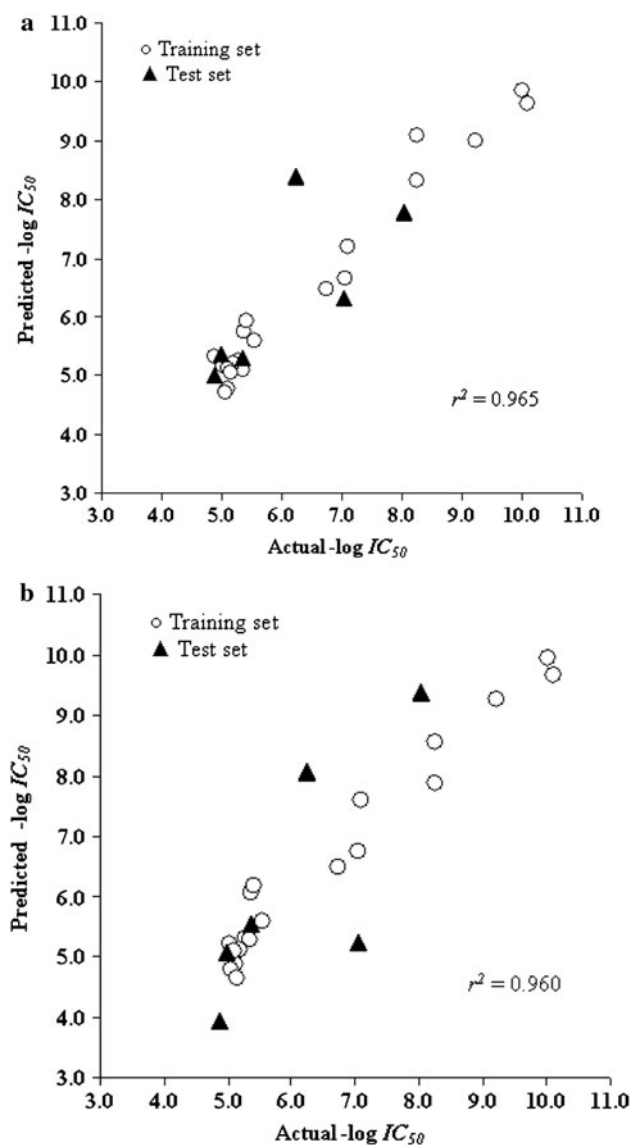 a
11.0
○ Training set
▲ Test set
10.0
9.0
8.0
7.0
6.0
5.0
4.0
3.0
Predicted -log IC50
r² = 0.965
3.0 4.0 5.0 6.0 7.0 8.0 9.0 10.0 11.0
Actual -log IC50
b
11.0
○ Training set
▲ Test set
10.0
9.0
8.0
7.0
6.0
5.0
4.0
3.0
Predicted -log IC50
r² = 0.960
3.0 4.0 5.0 6.0 7.0 8.0 9.0 10.0 11.0
Actual -log IC50